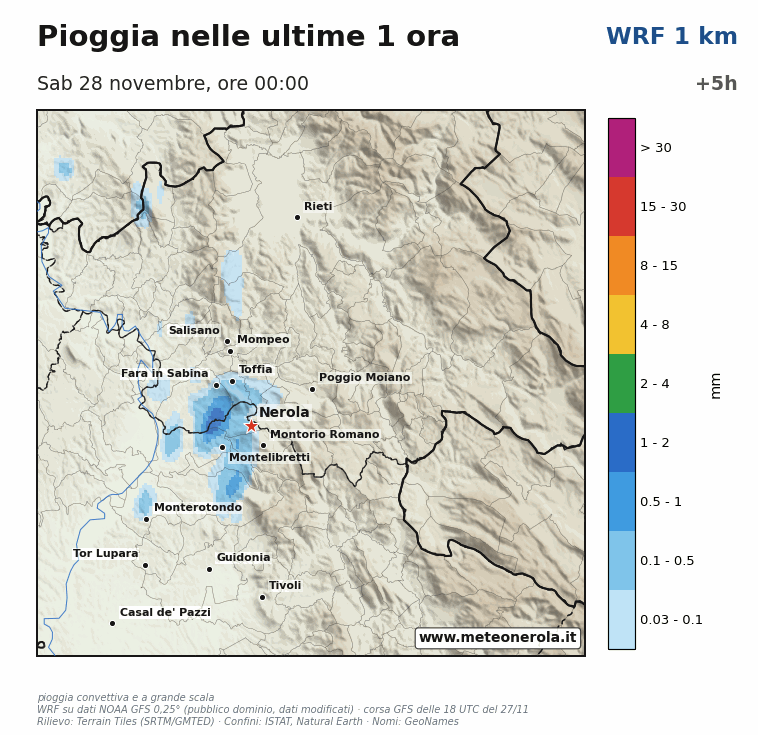 Pioggia nelle ultime 1 ora
WRF 1 km
Sab 28 novembre, ore 00:00
+5h
> 30
15 - 30
8 - 15
4 - 8
2 - 4
1 - 2
0.5 - 1
0.1 - 0.5
0.03 - 0.1
mm
Rieti
Salisano
Mompeo
Toffia
Fara in Sabina
Poggio Moiano
Nerola
Montorio Romano
Montelibretti
Monterotondo
Tor Lupara
Guidonia
Tivoli
Casal de' Pazzi
www.meteonerola.it
pioggia convettiva e a grande scala
WRF su dati NOAA GFS 0,25° (pubblico dominio, dati modificati) · corsa GFS delle 18 UTC del 27/11
Rilievo: Terrain Tiles (SRTM/GMTED) · Confini: ISTAT, Natural Earth · Nomi: GeoNames